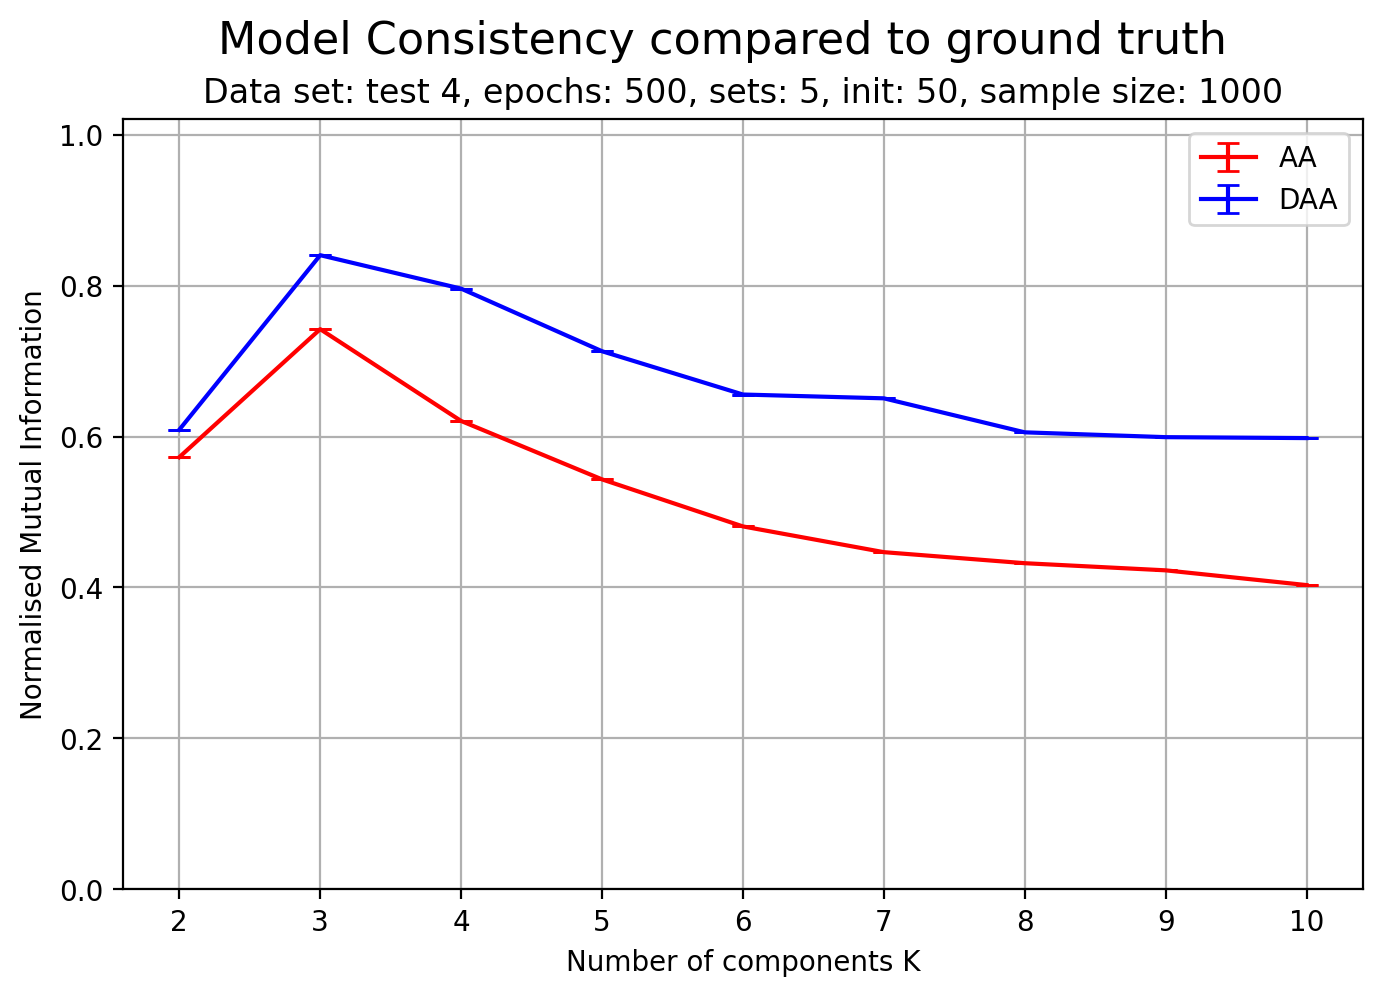 Model Consistency compared to ground truth
Data set: test 4, epochs: 500, sets: 5, init: 50, sample size: 1000
AA
DAA
Normalised Mutual Information
1.0
0.8
0.6
0.4
0.2
0.0
2 3 4 5 6 7 8 9 10
Number of components K